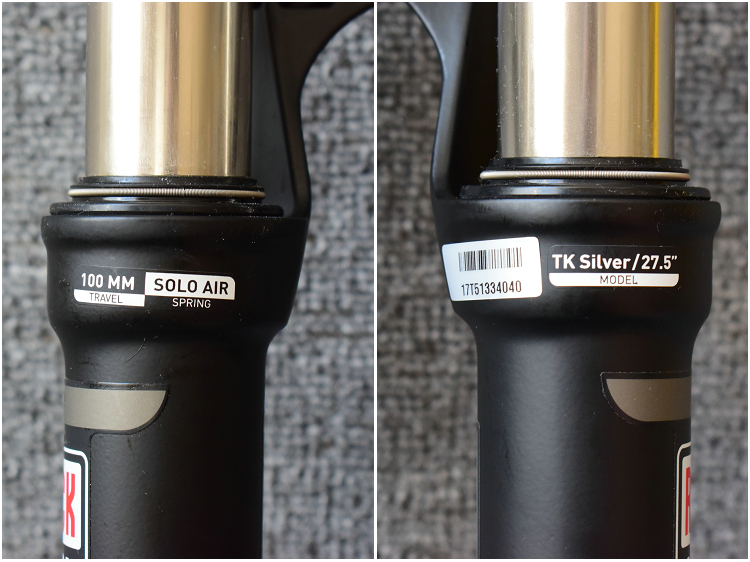 100 MM
TRAVEL
SOLO AIR
SPRING
K
17T51334040
TK Silver/27.5"
MODEL
R